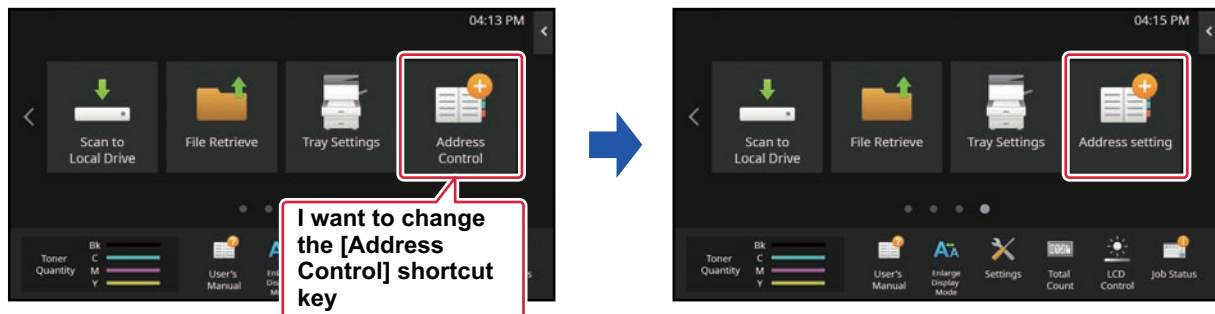 04:13 PM
Scan to
Local Drive
File Retrieve
Tray Settings
Address
Control
I want to change
the [Address
Control] shortcut
key
Toner
Quantity
Bk
C
M
Y
User's
Manual
04:15 PM
Scan to
Local Drive
File Retrieve
Tray Settings
Address setting
Toner
Quantity
Bk
C
M
Y
User's
Manual
Enlarge
Display
Mode
Settings
Total
Count
LCD
Control
Job Status